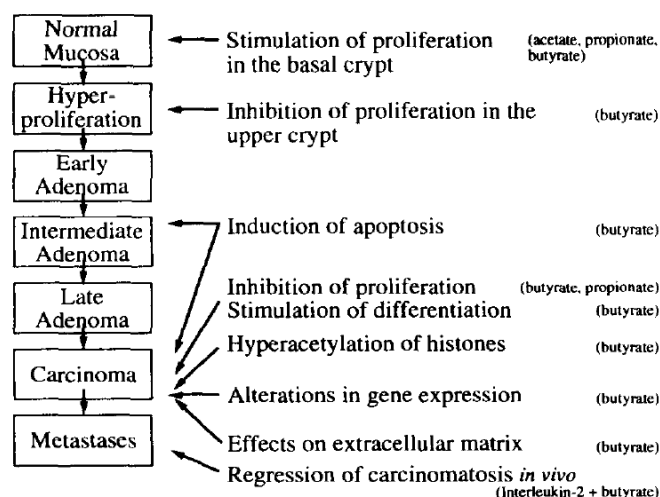 Normal
Mucosa
Stimulation of proliferation
in the basal crypt
(acetate, propionate,
butyrate)
Hyper-
proliferation
Inhibition of proliferation in the
upper crypt
(butyrate)
Early
Adenoma
Intermediate
Adenoma
Induction of apoptosis
(butyrate)
Late
Adenoma
Inhibition of proliferation
(butyrate, propionate)
Stimulation of differentiation
(butyrate)
Hyperacetylation of histones
(butyrate)
Carcinoma
Alterations in gene expression
(butyrate)
Metastases
Effects on extracellular matrix
(butyrate)
Regression of carcinomatosis in vivo
(Interleukin-2 + butyrate)